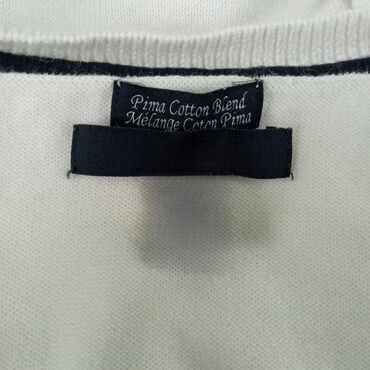 Pima Cotton Blend
Mélange Coton Pima